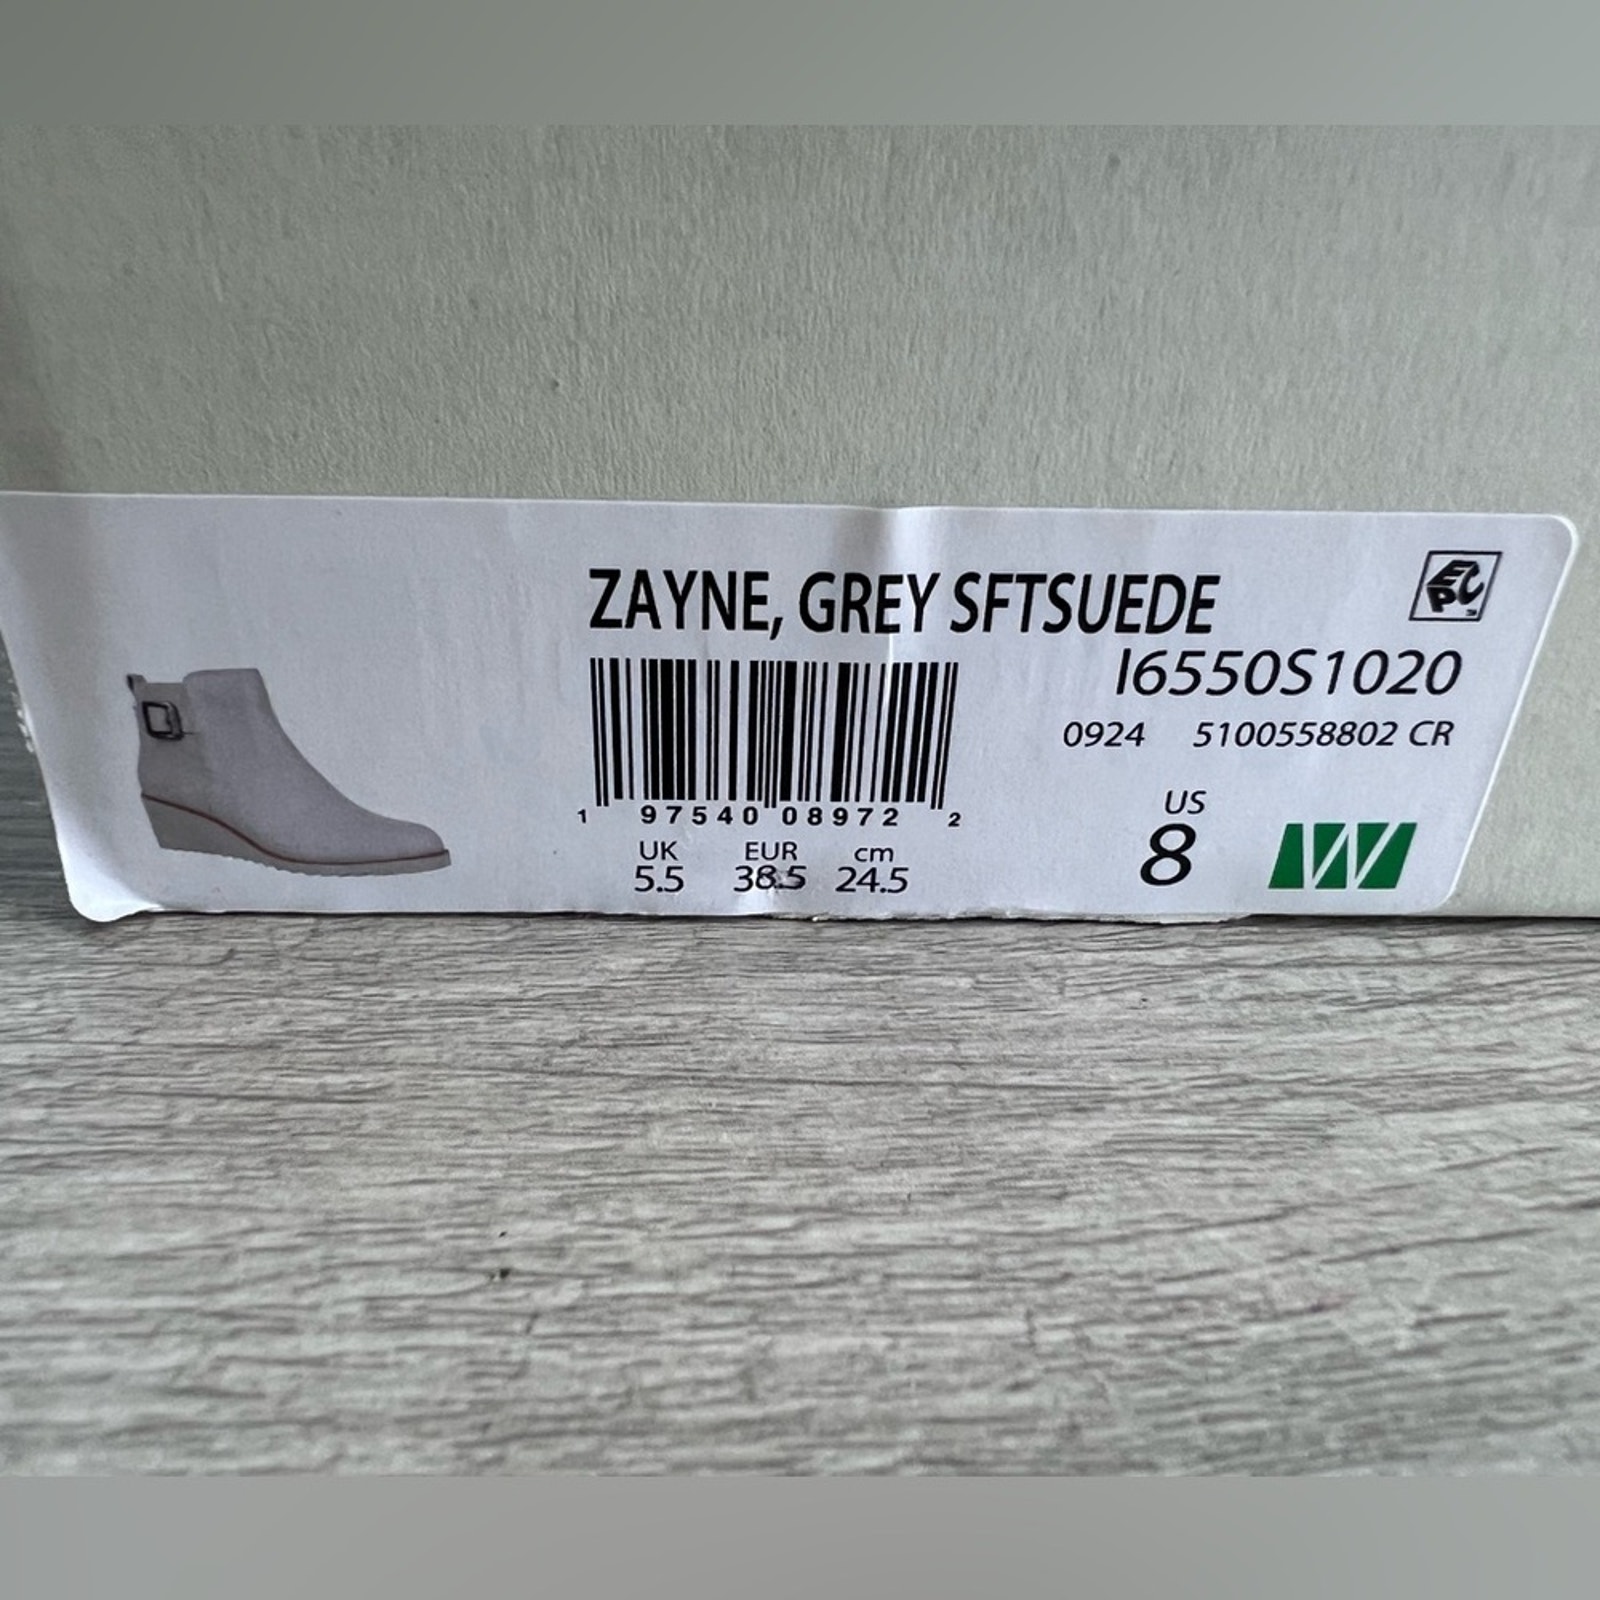 ZAYNE, GREY SFTSUEDE
EPC
I6550S1020
0924 5100558802 CR
1 97540 08972 2
UK EUR cm
5.5 38.5 24.5
US
8
W